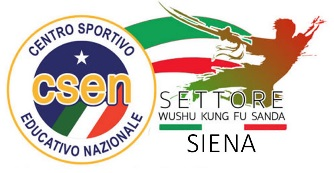 CENTRO SPORTIVO
csen
EDUCATIVO NAZIONALE
SETTORE
WUSHU KUNG FU SANDA
SIENA